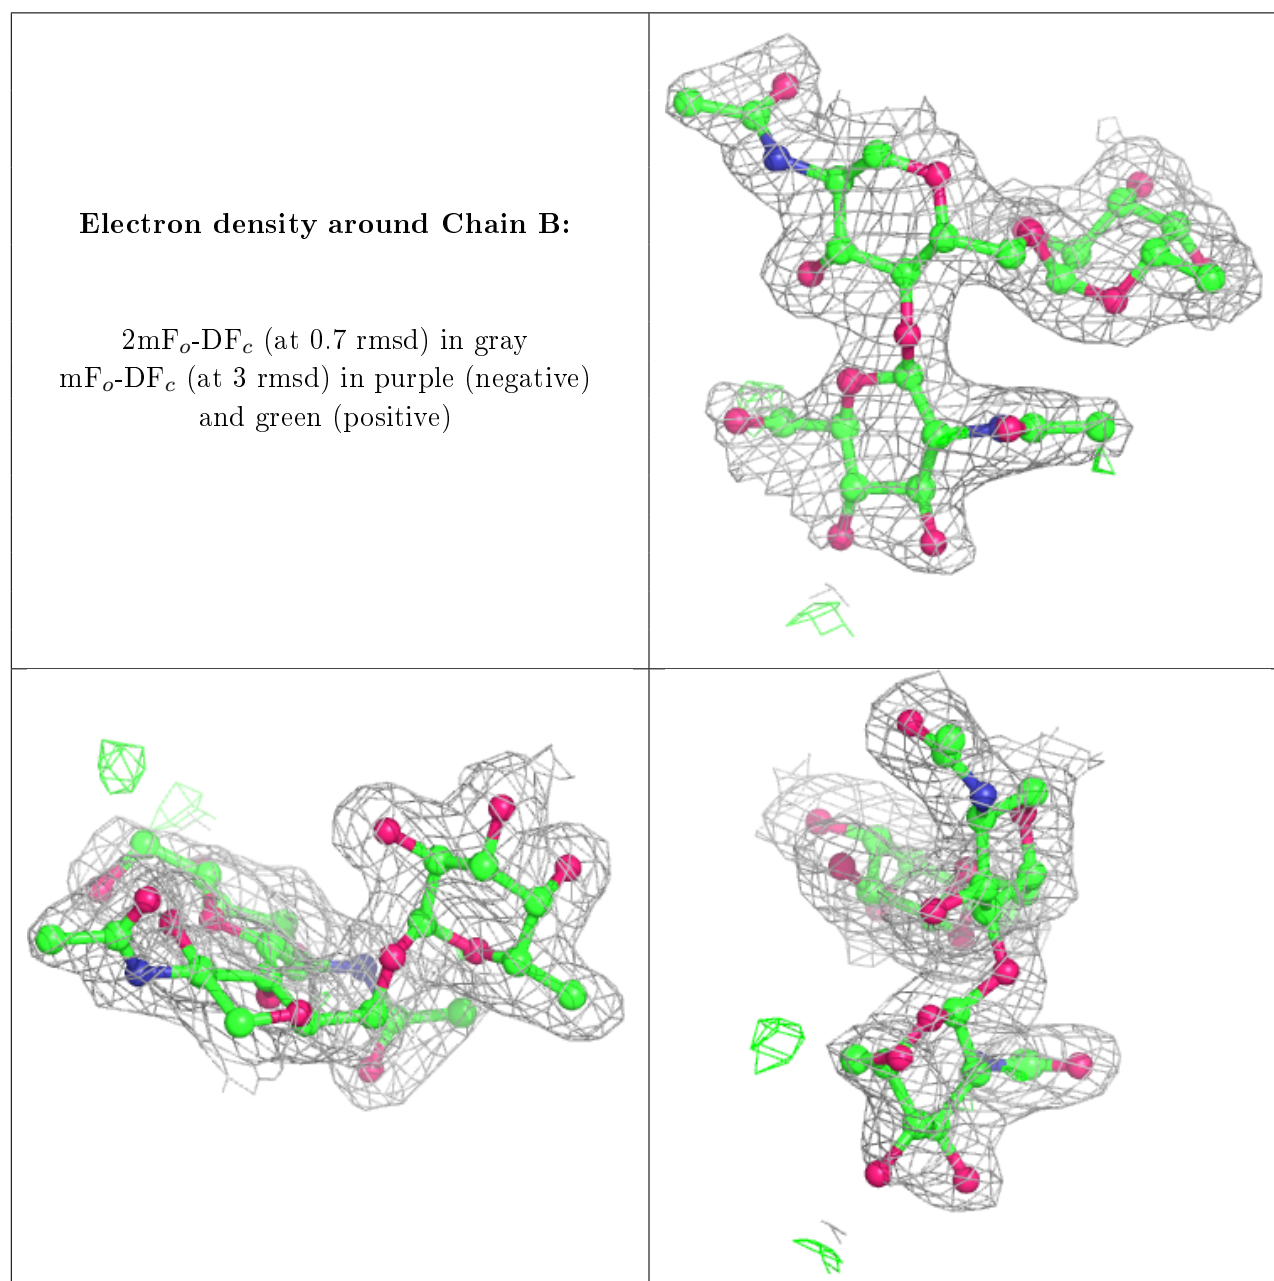 Electron density around Chain B:
2mFₒ-DF𝒸 (at 0.7 rmsd) in gray
mFₒ-DF𝒸 (at 3 rmsd) in purple (negative)
and green (positive)